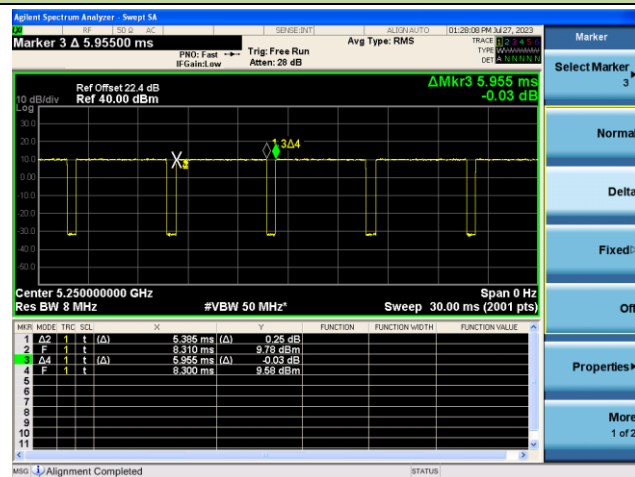 Agilent Spectrum Analyzer - Swept SA
RF 50 Ω AC SENSE:INT ALIGN AUTO 01:28:08 PM Jul 27, 2023
Marker 3 Δ 5.95500 ms
PNO: Fast
IFGain:Low
Trig: Free Run
Atten: 28 dB
Avg Type: RMS
TRACE 1 2 3 4 5 6
TYPE
DET A N N N N N
Ref Offset 22.4 dB
Ref 40.00 dBm
10 dB/div
Log
ΔMkr3 5.955 ms
-0.03 dB
30.0
20.0
10.0
0.00
-10.0
-20.0
-30.0
-40.0
-50.0
3Δ4
Center 5.250000000 GHz
Span 0 Hz
Res BW 8 MHz
#VBW 50 MHz*
Sweep 30.00 ms (2001 pts)
MKR MODE TRC SCL X Y FUNCTION FUNCTION WIDTH FUNCTION VALUE
1 Δ2 1 t (Δ) 5.385 ms (Δ) 0.25 dB
2 F 1 t 8.310 ms 9.78 dBm
3 Δ4 1 t (Δ) 5.955 ms (Δ) -0.03 dB
4 F 1 t 8.300 ms 9.58 dBm
5
6
7
8
9
10
11
MSG Alignment Completed STATUS
Marker
Select Marker
3
Normal
Delta
Fixed
Off
Properties
More
1 of 2